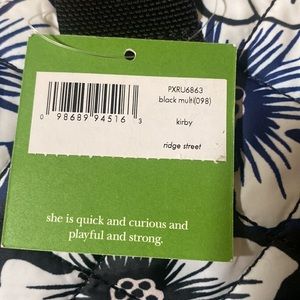 PXRU6863
black multi(098)
kirby
ridge street
0 98689 94516 3
she is quick and curious and
playful and strong.